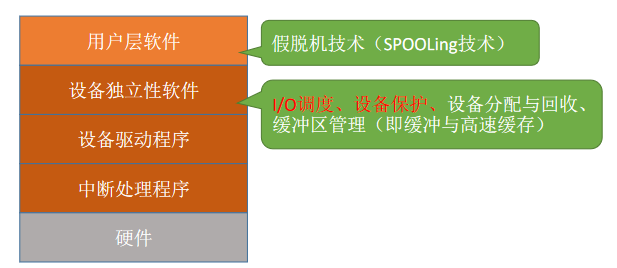 用户层软件
假脱机技术（SPOOLing技术）
设备独立性软件
I/O调度、设备保护、设备分配与回收、
缓冲区管理（即缓冲与高速缓存）
设备驱动程序
中断处理程序
硬件